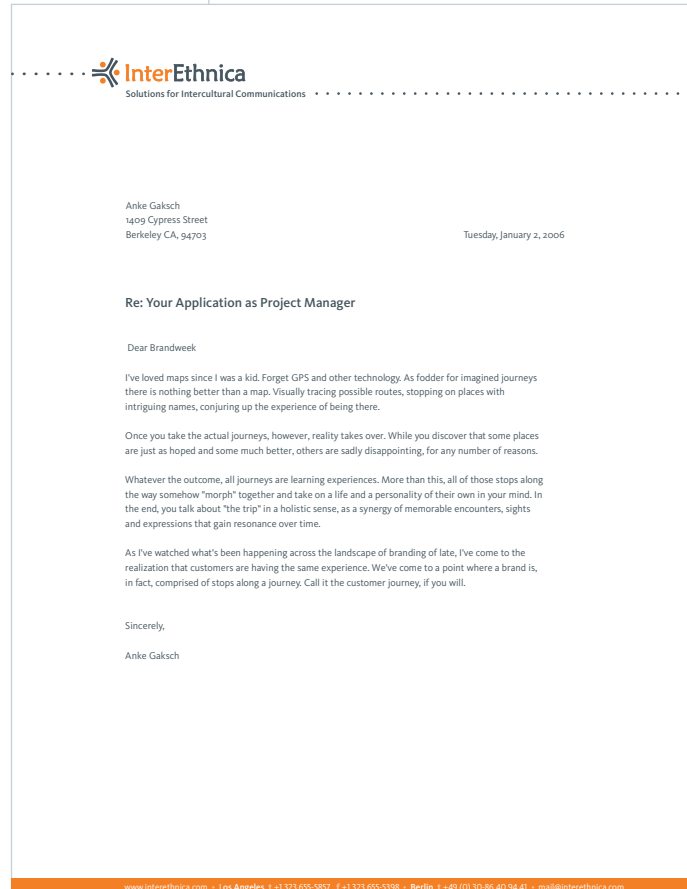 InterEthnica
Solutions for Intercultural Communications
Anke Gaksch
1409 Cypress Street
Berkeley CA, 94703
Tuesday, January 2, 2006
Re: Your Application as Project Manager
Dear Brandweek
I've loved maps since I was a kid. Forget GPS and other technology. As fodder for imagined journeys
there is nothing better than a map. Visually tracing possible routes, stopping on places with
intriguing names, conjuring up the experience of being there.
Once you take the actual journeys, however, reality takes over. While you discover that some places
are just as hoped and some much better, others are sadly disappointing, for any number of reasons.
Whatever the outcome, all journeys are learning experiences. More than this, all of those stops along
the way somehow "morph" together and take on a life and a personality of their own in your mind. In
the end, you talk about "the trip" in a holistic sense, as a synergy of memorable encounters, sights
and expressions that gain resonance over time.
As I've watched what's been happening across the landscape of branding of late, I've come to the
realization that customers are having the same experience. We've come to a point where a brand is,
in fact, comprised of stops along a journey. Call it the customer journey, if you will.
Sincerely,
Anke Gaksch
www.interethnica.com • Los Angeles t +1 323 655-5857 f +1 323 655-5398 • Berlin t +49 (0) 30-86 40 94 41 • mail@interethnica.com